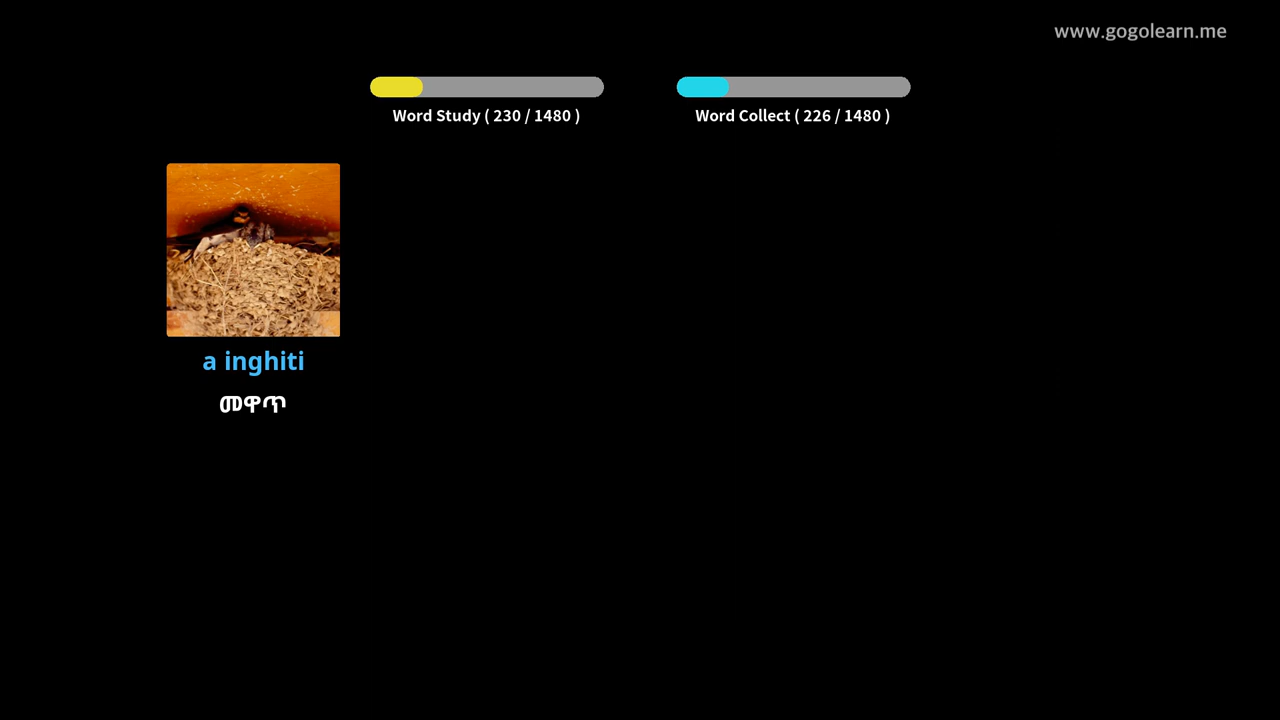 www.gogolearn.me
Word Study ( 230 / 1480 )
Word Collect ( 226 / 1480 )
a inghiti
መዋጥ